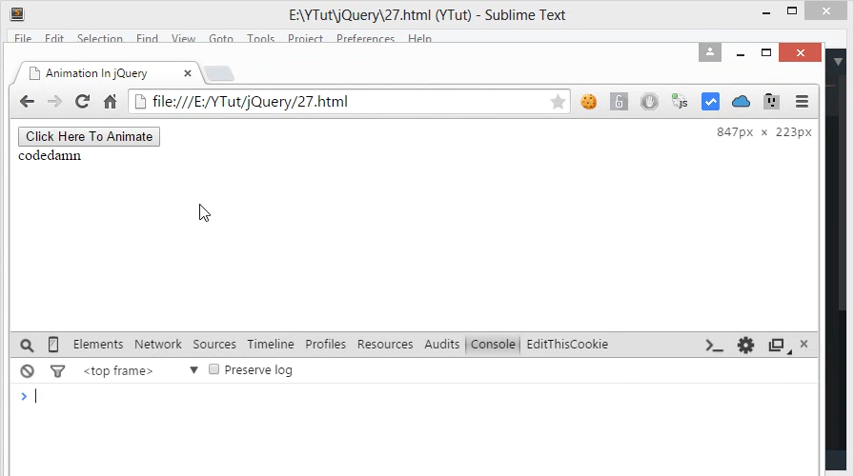 E:\YTut\jQuery\27.html (YTut) - Sublime Text
File Edit Selection Find View Goto Tools Project Preferences Help
Animation In jQuery
file:///E:/YTut/jQuery/27.html
js
Click Here To Animate
847px × 223px
codedamn
Elements Network Sources Timeline Profiles Resources Audits Console EditThisCookie
<top frame> Preserve log